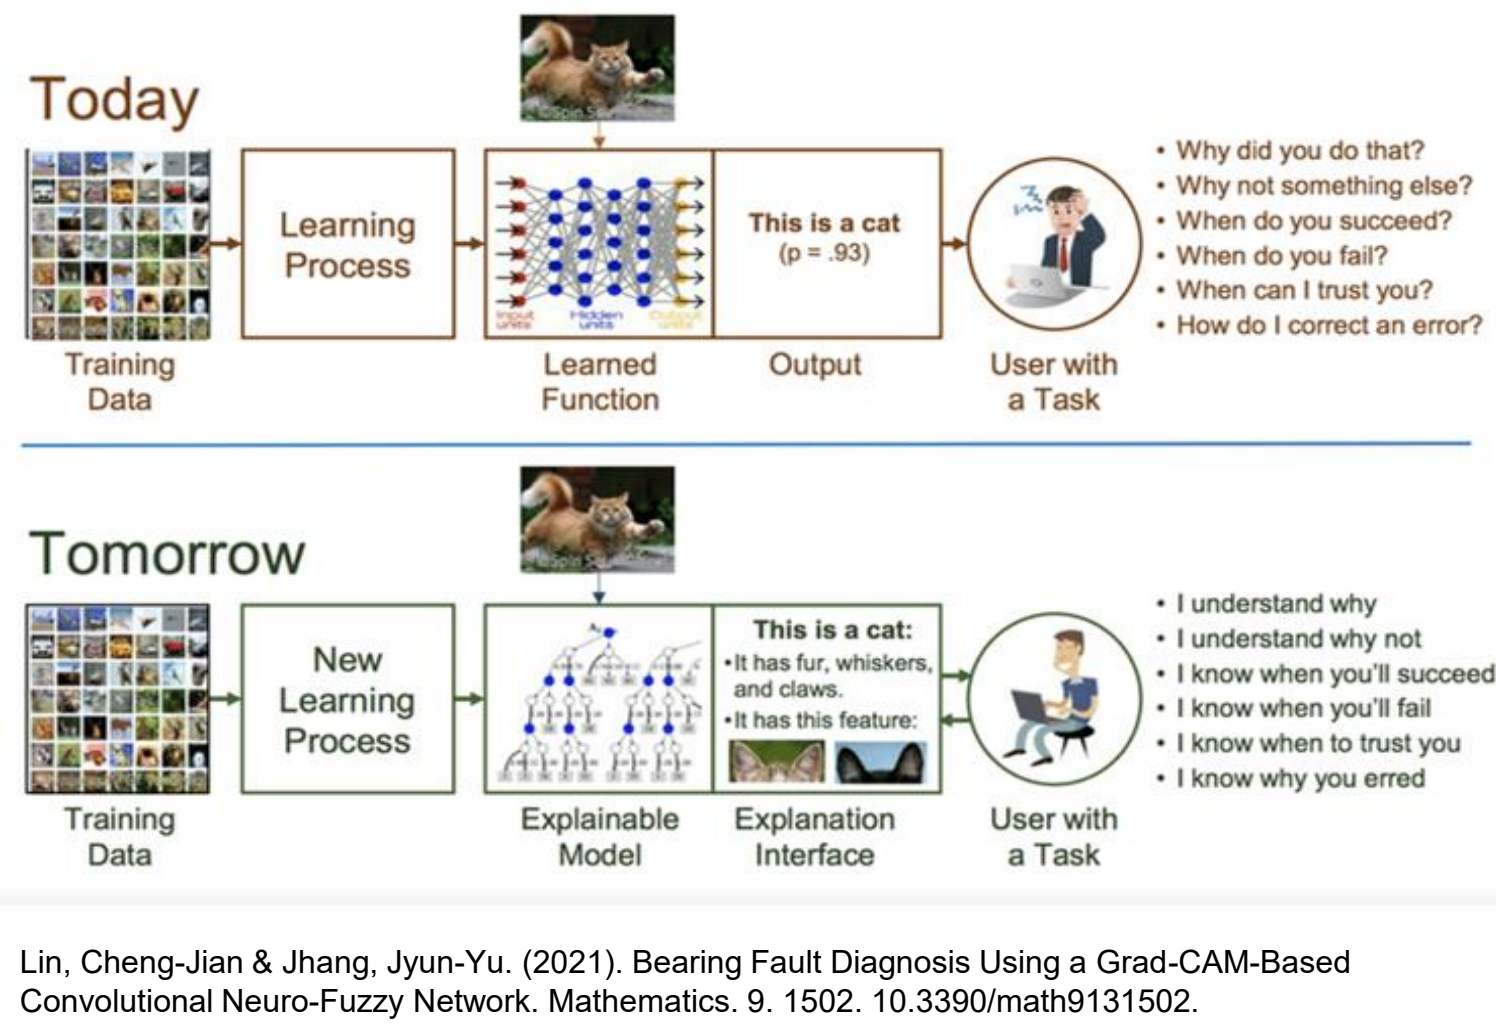 Today
Learning
Process
Input
units
Hidden
units
Output
units
This is a cat
(p = .93)
• Why did you do that?
• Why not something else?
• When do you succeed?
• When do you fail?
• When can I trust you?
• How do I correct an error?
Training
Data
Learned
Function
Output
User with
a Task
Tomorrow
New
Learning
Process
This is a cat:
•It has fur, whiskers,
and claws.
•It has this feature:
• I understand why
• I understand why not
• I know when you'll succeed
• I know when you'll fail
• I know when to trust you
• I know why you erred
Training
Data
Explainable
Model
Explanation
Interface
User with
a Task
Lin, Cheng-Jian & Jhang, Jyun-Yu. (2021). Bearing Fault Diagnosis Using a Grad-CAM-Based
Convolutional Neuro-Fuzzy Network. Mathematics. 9. 1502. 10.3390/math9131502.